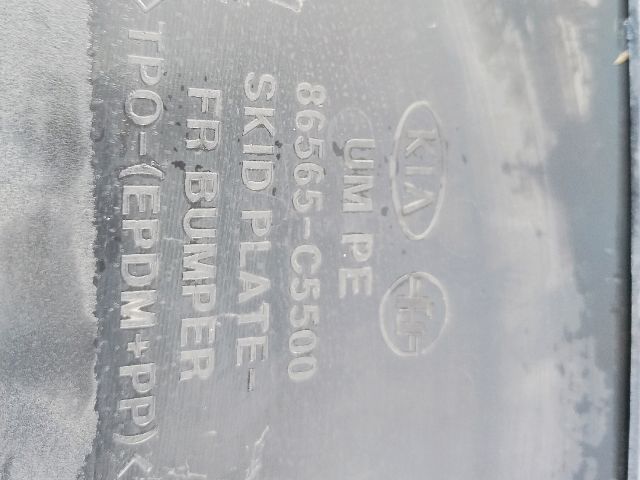 KIA
UM PE
86565-C5500
SKID PLATE-
FR BUMPER
TPO-(EPDM+PP)<